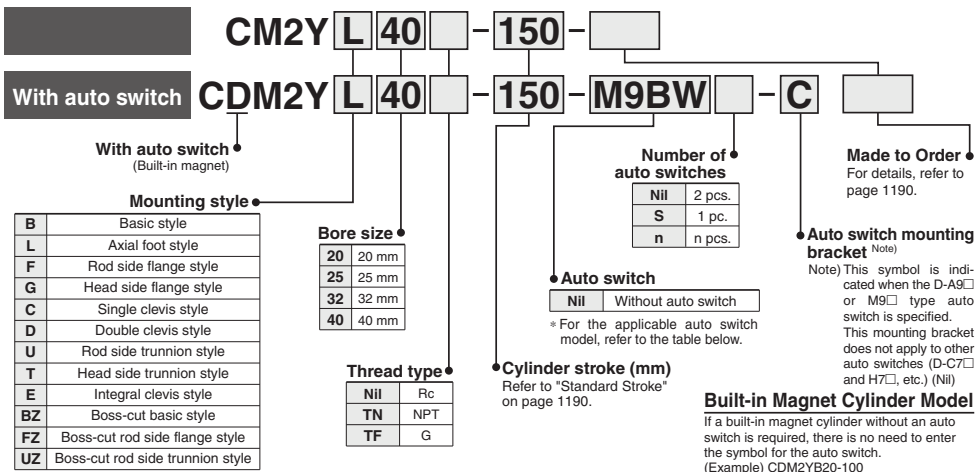 CM2Y L 40 - 150 -
With auto switch CDM2Y L 40 - 150 - M9BW - C
With auto switch
(Built-in magnet)
Mounting style
B Basic style
L Axial foot style
F Rod side flange style
G Head side flange style
C Single clevis style
D Double clevis style
U Rod side trunnion style
T Head side trunnion style
E Integral clevis style
BZ Boss-cut basic style
FZ Boss-cut rod side flange style
UZ Boss-cut rod side trunnion style
Bore size
20 20 mm
25 25 mm
32 32 mm
40 40 mm
Thread type
Nil Rc
TN NPT
TF G
Cylinder stroke (mm)
Refer to "Standard Stroke"
on page 1190.
Auto switch
Nil Without auto switch
∗ For the applicable auto switch
model, refer to the table below.
Number of
auto switches
Nil 2 pcs.
S 1 pc.
n n pcs.
Made to Order
For details, refer to
page 1190.
Auto switch mounting
bracket Note)
Note) This symbol is indi-
cated when the D-A9□
or M9□ type auto
switch is specified.
This mounting bracket
does not apply to other
auto switches (D-C7□
and H7□, etc.) (Nil)
Built-in Magnet Cylinder Model
If a built-in magnet cylinder without an auto
switch is required, there is no need to enter
the symbol for the auto switch.
(Example) CDM2YB20-100